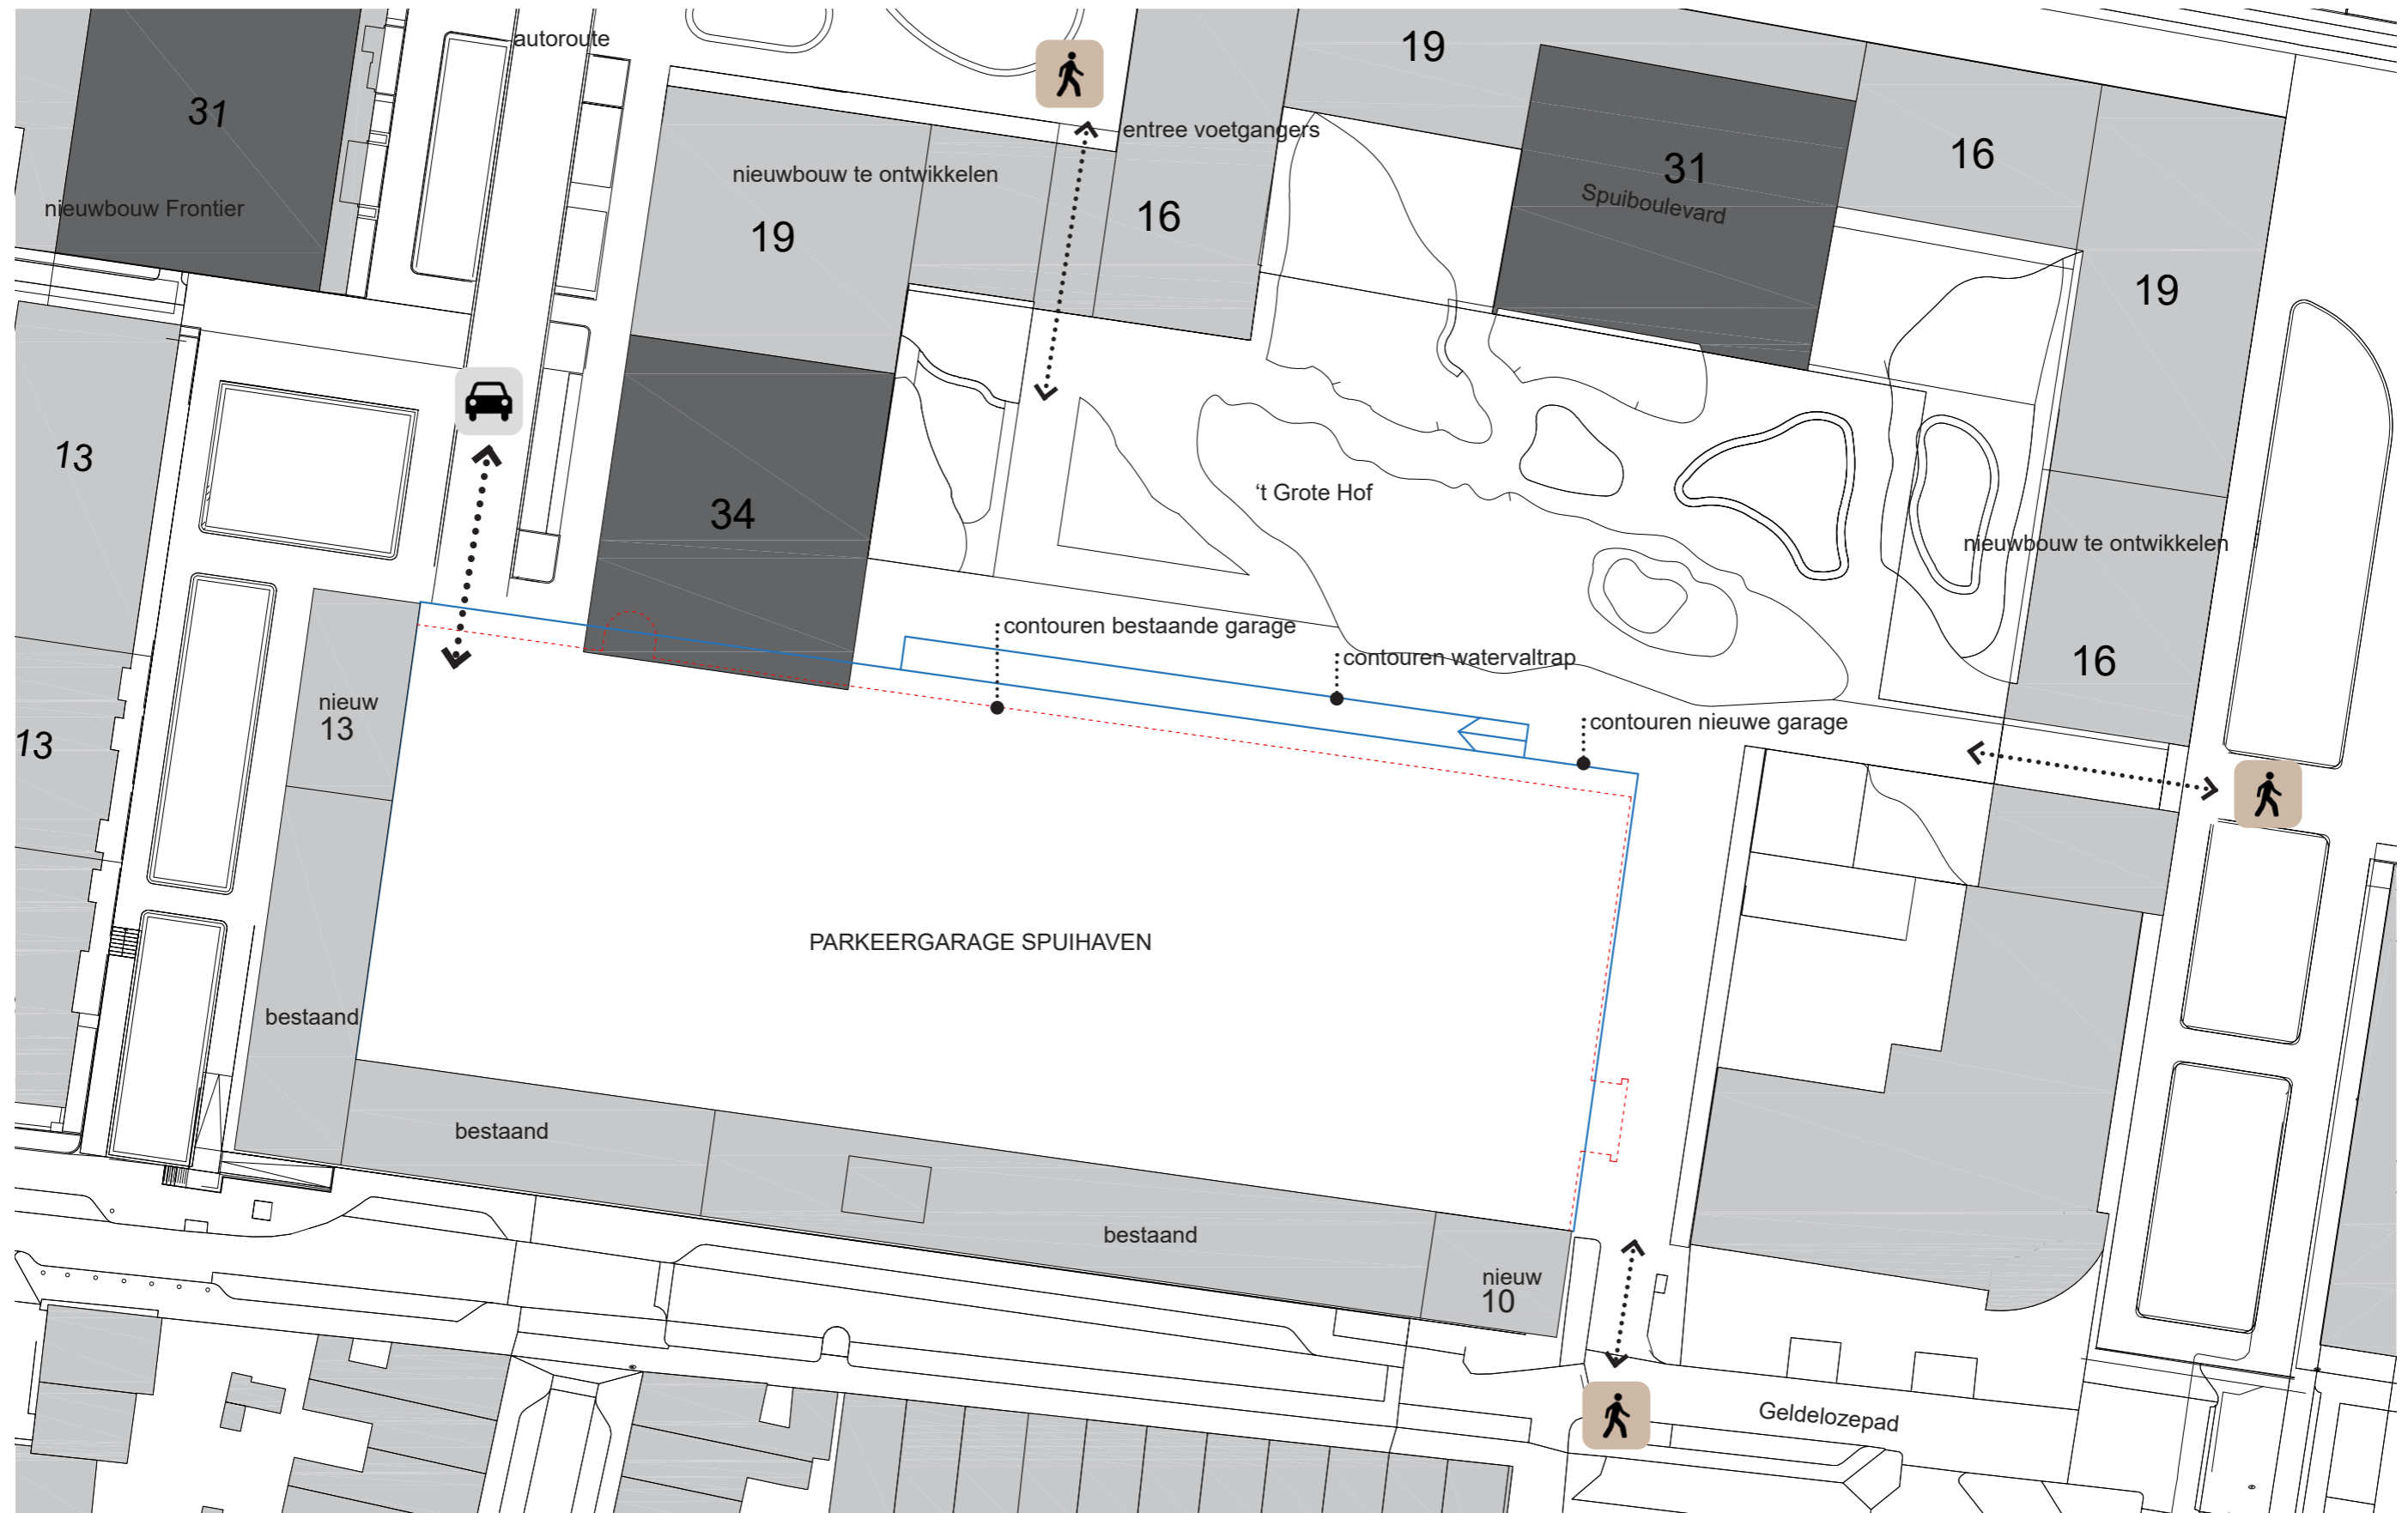 autoroute
19
31
entree voetgangers
16
31
nieuwbouw te ontwikkelen
Spuiboulevard
nieuwbouw Frontier
16
19
19
13
34
't Grote Hof
nieuwbouw te ontwikkelen
contouren bestaande garage
contouren watervaltrap
16
nieuw
13
contouren nieuwe garage
13
PARKEERGARAGE SPUIHAVEN
bestaand
bestaand
bestaand
nieuw
10
Geldelozepad